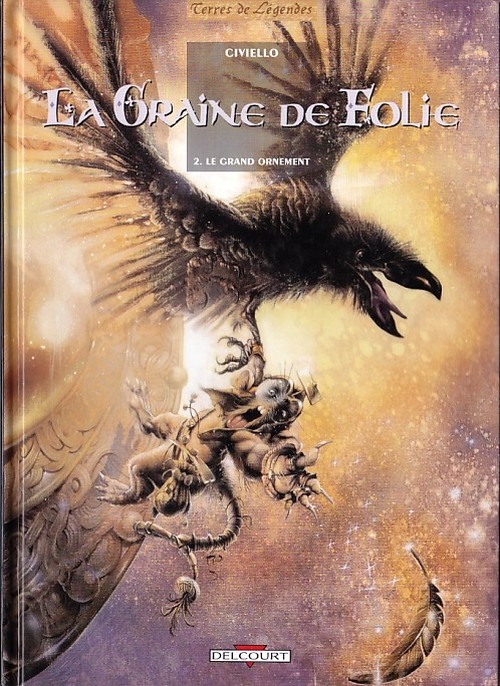 Terres de Légendes
CIVIELLO
LA GRAINE DE FOLIE
2. LE GRAND ORNEMENT
DELCOURT